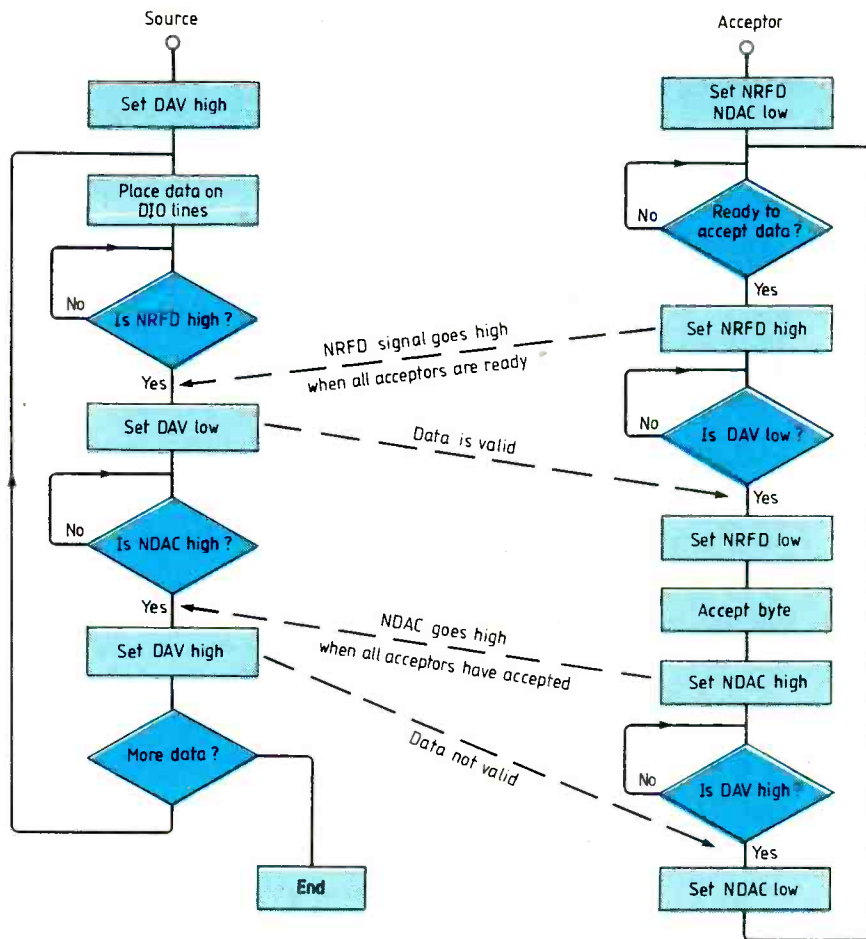 Source
Set DAV high
Place data on
DIO lines
No
Is NRFD high ?
Yes
Set DAV low
No
Is NDAC high ?
Yes
Set DAV high
More data ?
End
NRFD signal goes high
when all acceptors are ready
Data is valid
NDAC goes high
when all acceptors have accepted
Data not valid
Acceptor
Set NRFD
NDAC low
Ready to
accept data ?
No
Yes
Set NRFD high
No
Is DAV low ?
Yes
Set NRFD low
Accept byte
Set NDAC high
No
Is DAV high ?
Yes
Set NDAC low